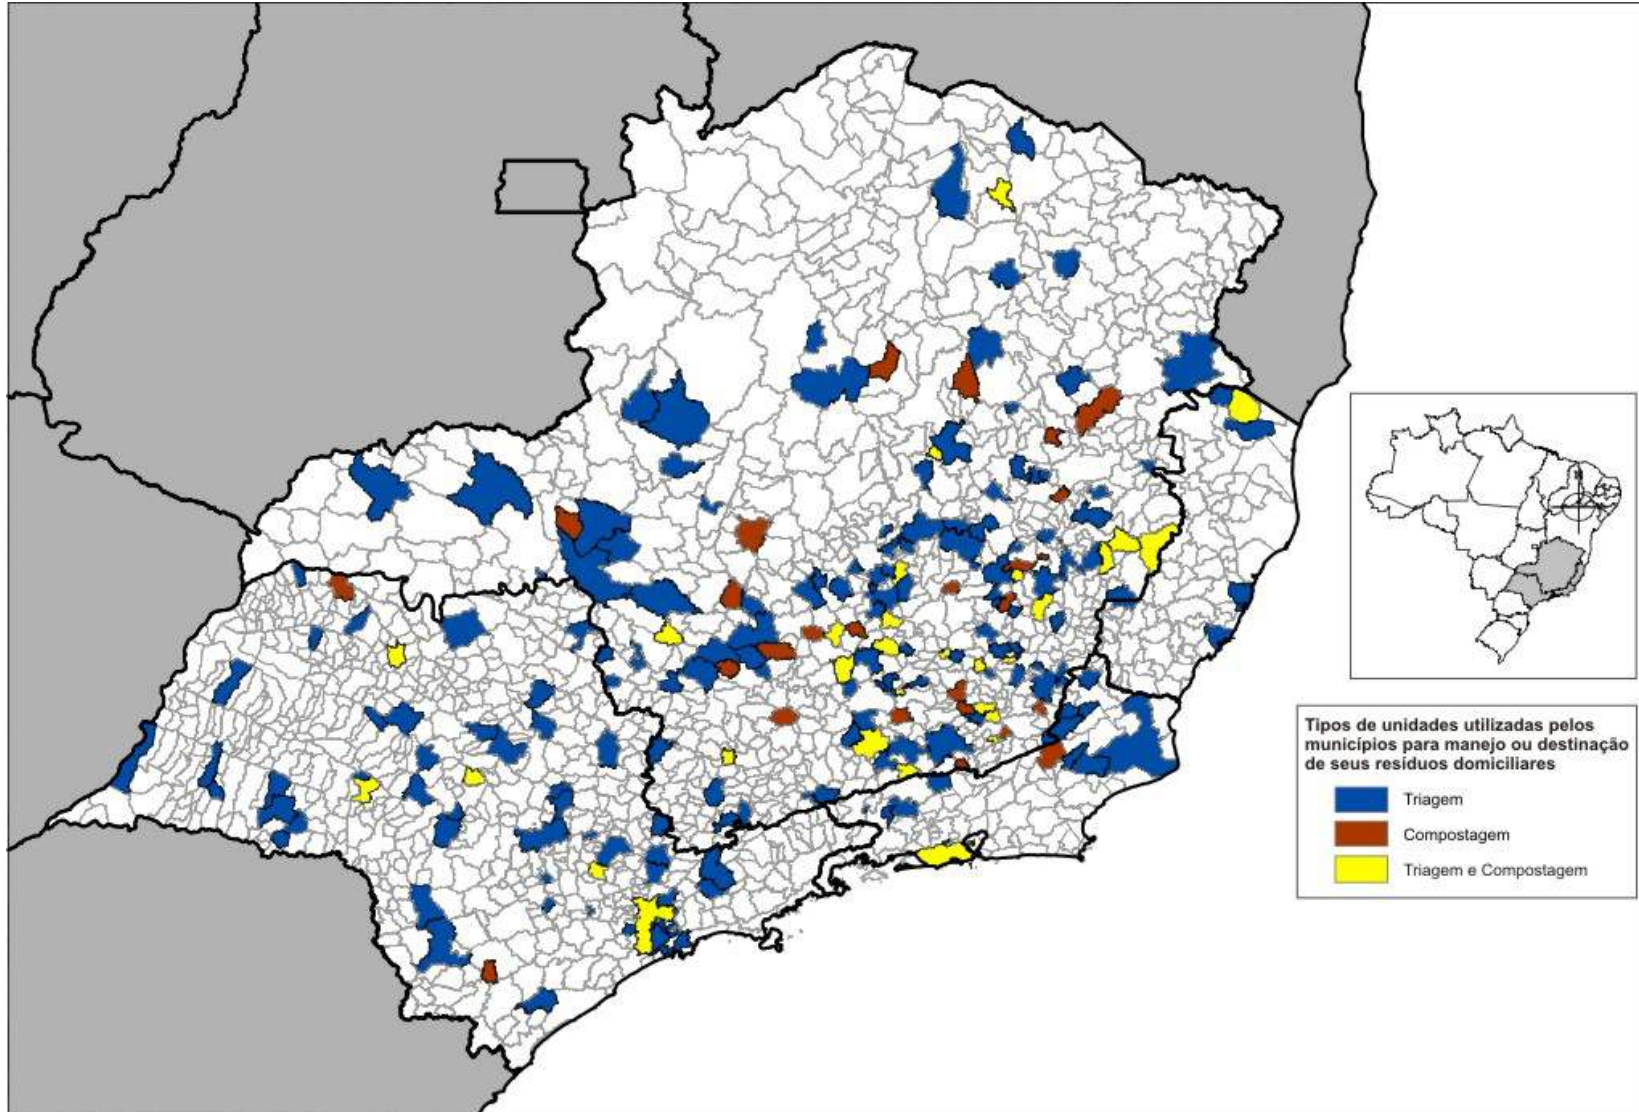 Tipos de unidades utilizadas pelos
municípios para manejo ou destinação
de seus resíduos domiciliares
Triagem
Compostagem
Triagem e Compostagem